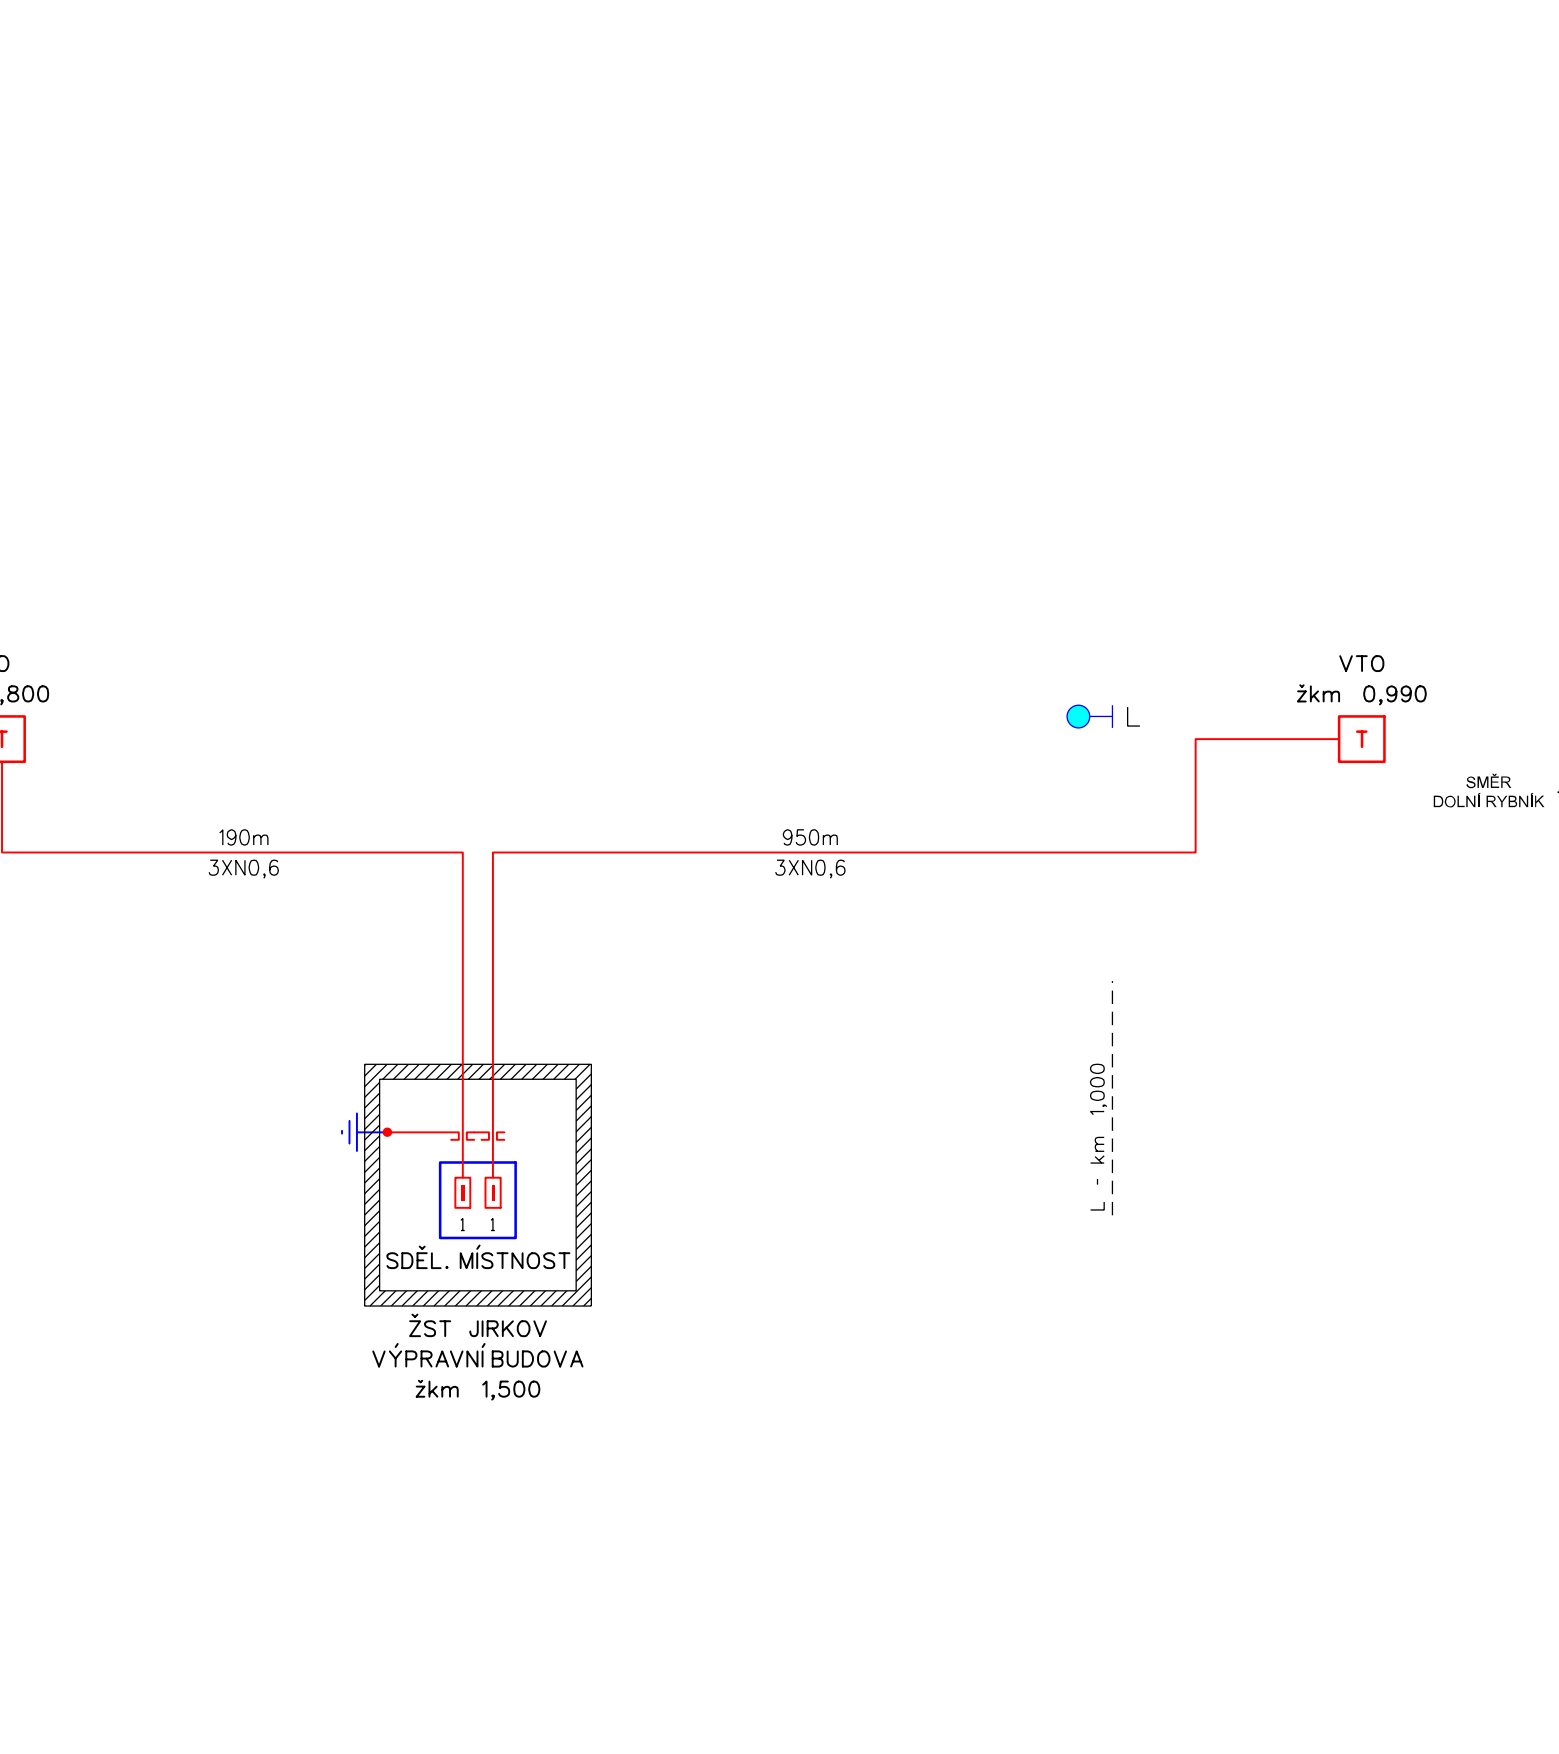 O
,800
T
VTO
žkm 0,990
T
L
SMĚR
DOLNÍ RYBNÍK
190m
3XN0,6
950m
3XN0,6
L - km 1,000
1 1
SDĚL. MÍSTNOST
ŽST JIRKOV
VÝPRAVNÍ BUDOVA
žkm 1,500